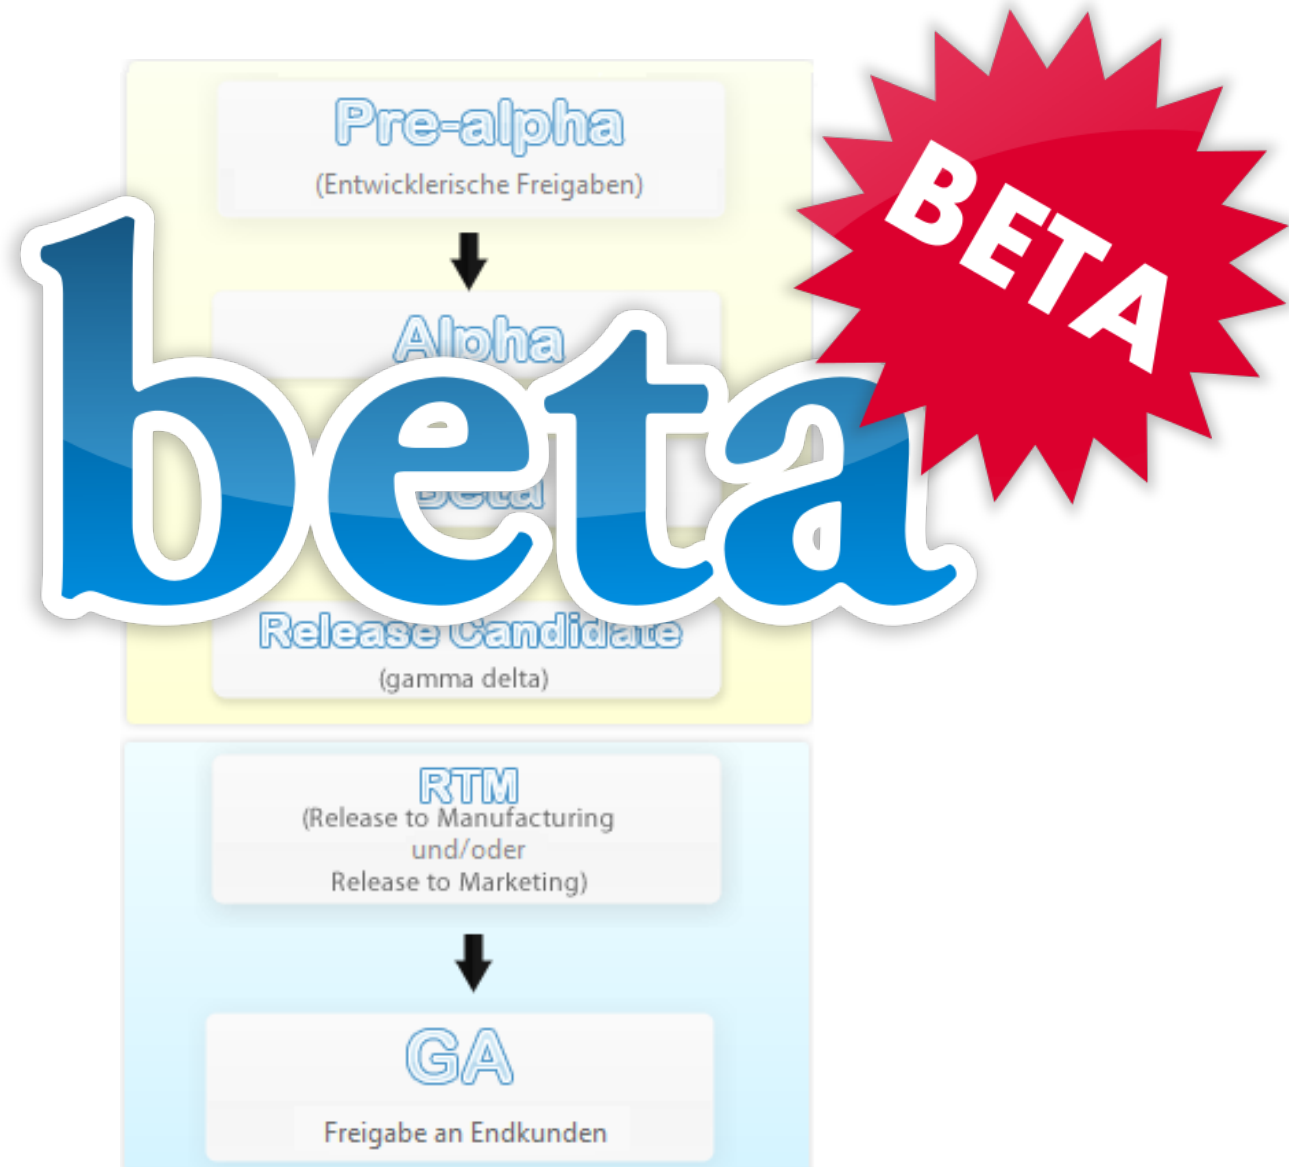 Pre-alpha
(Entwicklerische Freigaben)
BETA
Alpha
beta
Beta
Release Candidate
(gamma delta)
RTM
(Release to Manufacturing
und/oder
Release to Marketing)
GA
Freigabe an Endkunden